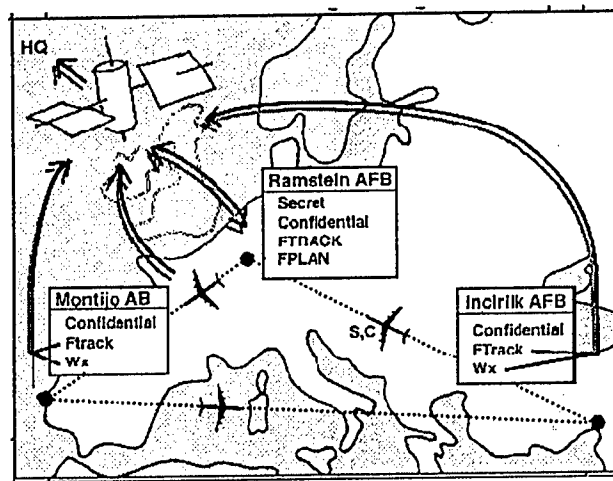 HQ
Ramstein AFB
Secret
Confidential
FTRACK
FPLAN
Montijo AB
Confidential
Ftrack
Wx
S,C
Incirlik AFB
Confidential
FTrack
Wx